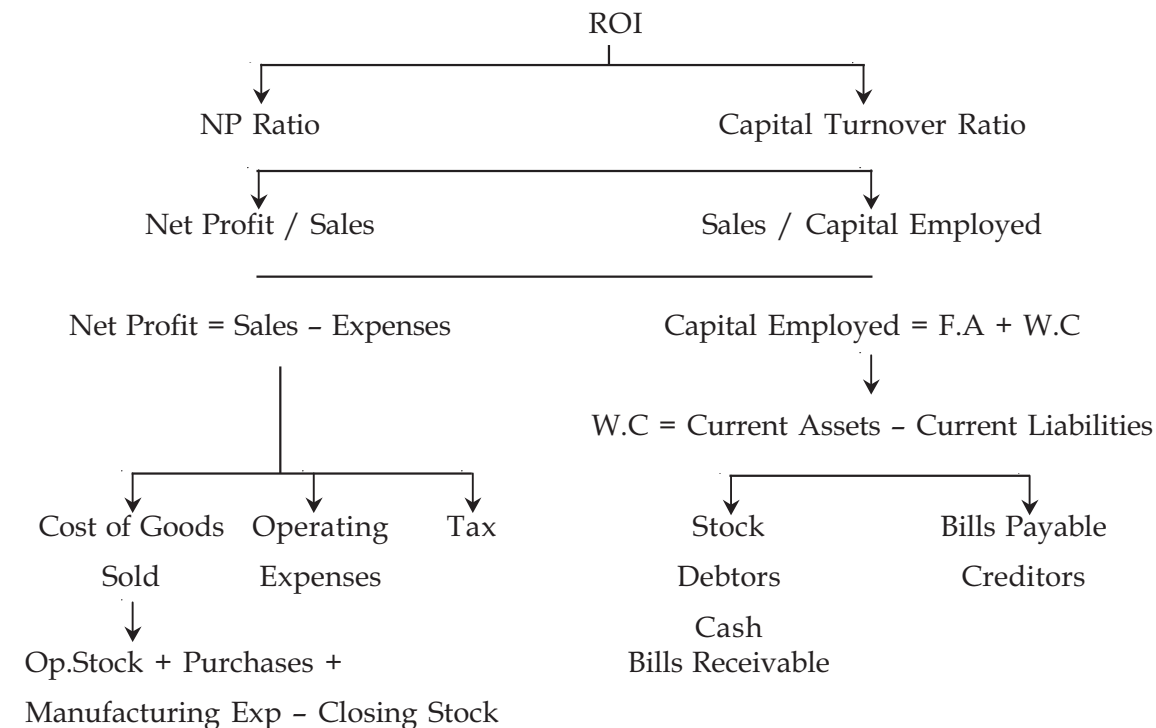 ROI
NP Ratio Capital Turnover Ratio
Net Profit / Sales Sales / Capital Employed
Net Profit = Sales – Expenses Capital Employed = F.A + W.C
W.C = Current Assets – Current Liabilities
Cost of Goods Operating Tax Stock Bills Payable
Sold Expenses Debtors Creditors
Cash
Op.Stock + Purchases + Bills Receivable
Manufacturing Exp – Closing Stock